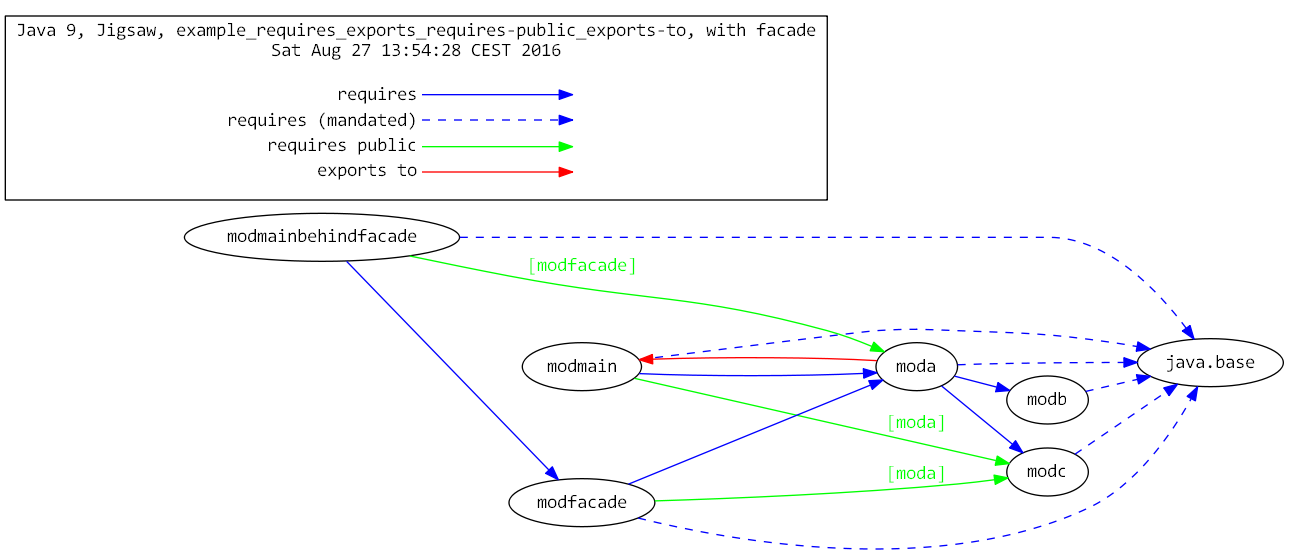 Java 9, Jigsaw, example_requires_exports_requires-public_exports-to, with facade
Sat Aug 27 13:54:28 CEST 2016
requires
requires (mandated)
requires public
exports to
modmainbehindfacade
[modfacade]
modmain
moda
java.base
modb
[moda]
modc
[moda]
modfacade